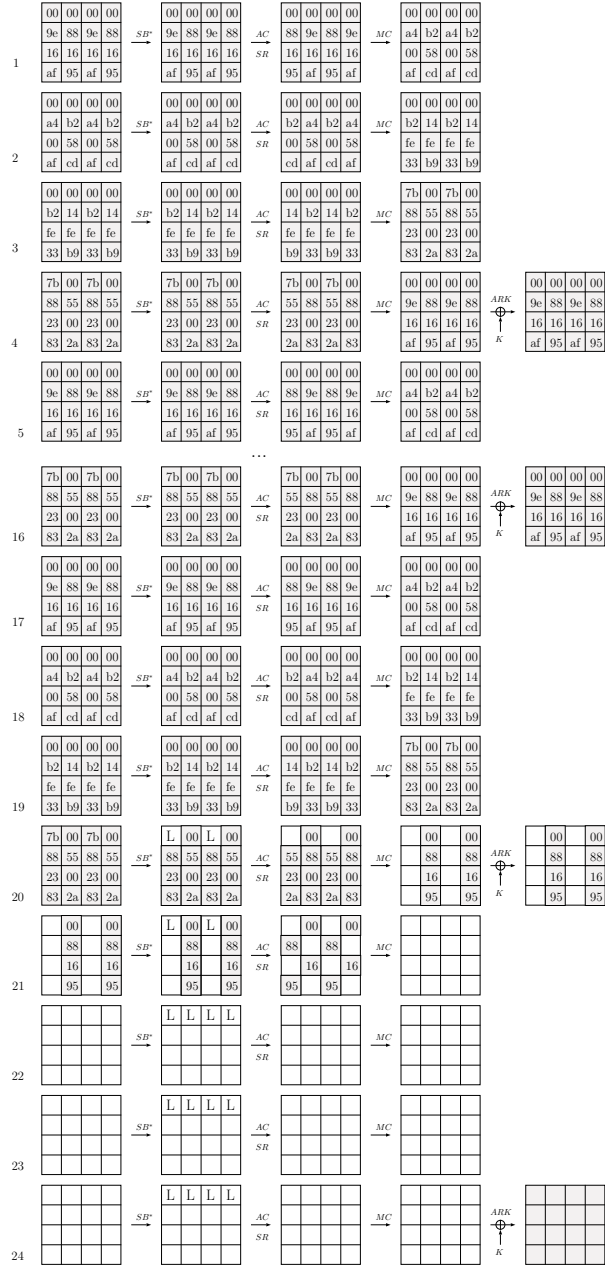 00 00 00 00 00 00 00 00 00 00 00 00 00 00 00 00
9e 88 9e 88 SB* 9e 88 9e 88 AC 88 9e 88 9e MC a4 b2 a4 b2
16 16 16 16 16 16 16 16 SR 16 16 16 16 00 58 00 58
1 af 95 af 95 af 95 af 95 95 af 95 af af cd af cd
00 00 00 00 00 00 00 00 00 00 00 00 00 00 00 00
a4 b2 a4 b2 SB* a4 b2 a4 b2 AC b2 a4 b2 a4 MC b2 14 b2 14
00 58 00 58 00 58 00 58 SR 00 58 00 58 fe fe fe fe
2 af cd af cd af cd af cd cd af cd af 33 b9 33 b9
00 00 00 00 00 00 00 00 00 00 00 00 7b 00 7b 00
b2 14 b2 14 SB* b2 14 b2 14 AC 14 b2 14 b2 MC 88 55 88 55
fe fe fe fe fe fe fe fe SR fe fe fe fe 23 00 23 00
3 33 b9 33 b9 33 b9 33 b9 b9 33 b9 33 83 2a 83 2a
7b 00 7b 00 7b 00 7b 00 7b 00 7b 00 00 00 00 00 00 00 00 00
88 55 88 55 SB* 88 55 88 55 AC 55 88 55 88 MC 9e 88 9e 88 ARK 9e 88 9e 88
23 00 23 00 23 00 23 00 SR 23 00 23 00 16 16 16 16 16 16 16 16
4 83 2a 83 2a 83 2a 83 2a 2a 83 2a 83 af 95 af 95 K af 95 af 95
00 00 00 00 00 00 00 00 00 00 00 00 00 00 00 00
9e 88 9e 88 SB* 9e 88 9e 88 AC 88 9e 88 9e MC a4 b2 a4 b2
16 16 16 16 16 16 16 16 SR 16 16 16 16 00 58 00 58
5 af 95 af 95 af 95 af 95 95 af 95 af af cd af cd
...
7b 00 7b 00 7b 00 7b 00 7b 00 7b 00 00 00 00 00 00 00 00 00
88 55 88 55 SB* 88 55 88 55 AC 55 88 55 88 MC 9e 88 9e 88 ARK 9e 88 9e 88
23 00 23 00 23 00 23 00 SR 23 00 23 00 16 16 16 16 16 16 16 16
16 83 2a 83 2a 83 2a 83 2a 2a 83 2a 83 af 95 af 95 K af 95 af 95
00 00 00 00 00 00 00 00 00 00 00 00 00 00 00 00
9e 88 9e 88 SB* 9e 88 9e 88 AC 88 9e 88 9e MC a4 b2 a4 b2
16 16 16 16 16 16 16 16 SR 16 16 16 16 00 58 00 58
17 af 95 af 95 af 95 af 95 95 af 95 af af cd af cd
00 00 00 00 00 00 00 00 00 00 00 00 00 00 00 00
a4 b2 a4 b2 SB* a4 b2 a4 b2 AC b2 a4 b2 a4 MC b2 14 b2 14
00 58 00 58 00 58 00 58 SR 00 58 00 58 fe fe fe fe
18 af cd af cd af cd af cd cd af cd af 33 b9 33 b9
00 00 00 00 00 00 00 00 00 00 00 00 7b 00 7b 00
b2 14 b2 14 SB* b2 14 b2 14 AC 14 b2 14 b2 MC 88 55 88 55
fe fe fe fe fe fe fe fe SR fe fe fe fe 23 00 23 00
19 33 b9 33 b9 33 b9 33 b9 b9 33 b9 33 83 2a 83 2a
7b 00 7b 00 L 00 L 00 00 00 00 00 00 00
88 55 88 55 SB* 88 55 88 55 AC 55 88 55 88 MC 88 88 ARK 88 88
23 00 23 00 23 00 23 00 SR 23 00 23 00 16 16 16 16
20 83 2a 83 2a 83 2a 83 2a 2a 83 2a 83 95 95 K 95 95
00 00 L 00 L 00 00 00
88 88 SB* 88 88 AC 88 88 MC
16 16 16 16 SR 16 16
21 95 95 95 95 95 95
L L L L
SB* AC MC
SR
22
L L L L
SB* AC MC
SR
23
L L L L
SB* AC MC ARK
SR
24 K